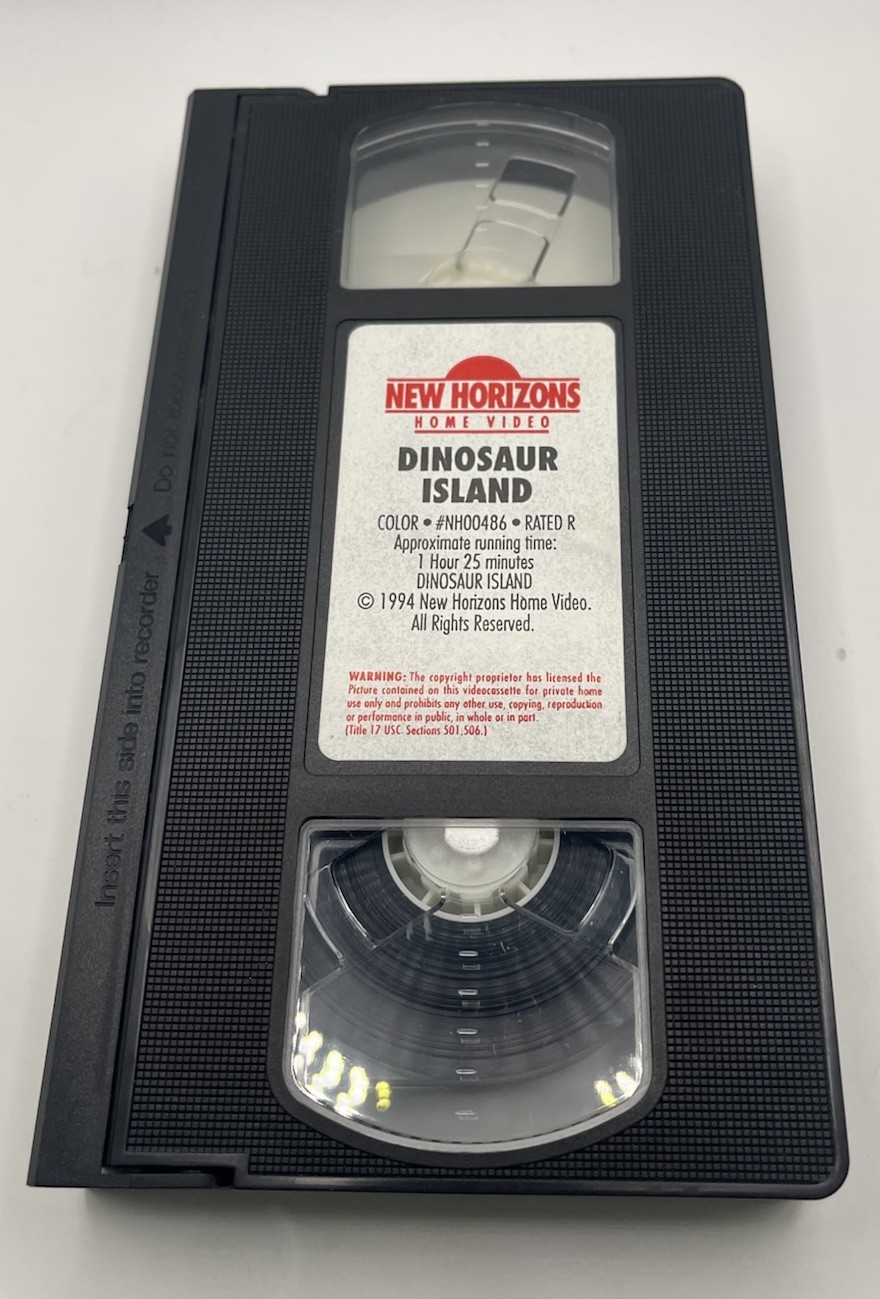 NEW HORIZONS
HOME VIDEO
DINOSAUR
ISLAND
COLOR • #NH00486 • RATED R
Approximate running time:
1 Hour 25 minutes
DINOSAUR ISLAND
© 1994 New Horizons Home Video.
All Rights Reserved.
WARNING: The copyright proprietor has licensed the
Picture contained on this videocassette for private home
use only and prohibits any other use, copying, reproduction
or performance in public, in whole or in part.
(Title 17 USC. Sections 501,506.)
Insert this side into recorder ▲ Do not